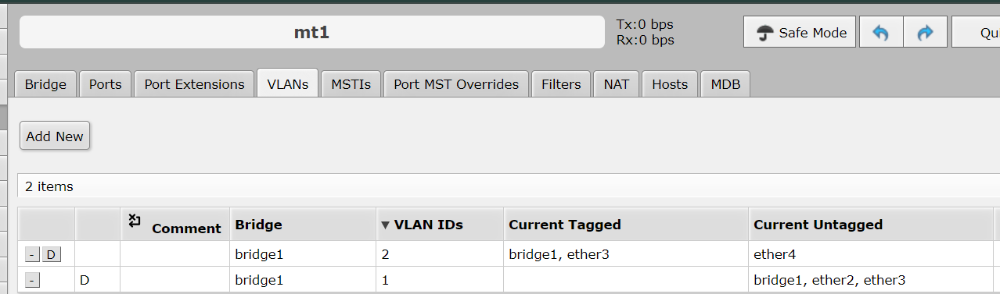 mt1
Tx:0 bps
Rx:0 bps
Safe Mode
Qui
Bridge Ports Port Extensions VLANs MSTIs Port MST Overrides Filters NAT Hosts MDB
Add New
2 items
Comment Bridge ▼ VLAN IDs Current Tagged Current Untagged
- D bridge1 2 bridge1, ether3 ether4
- D bridge1 1 bridge1, ether2, ether3